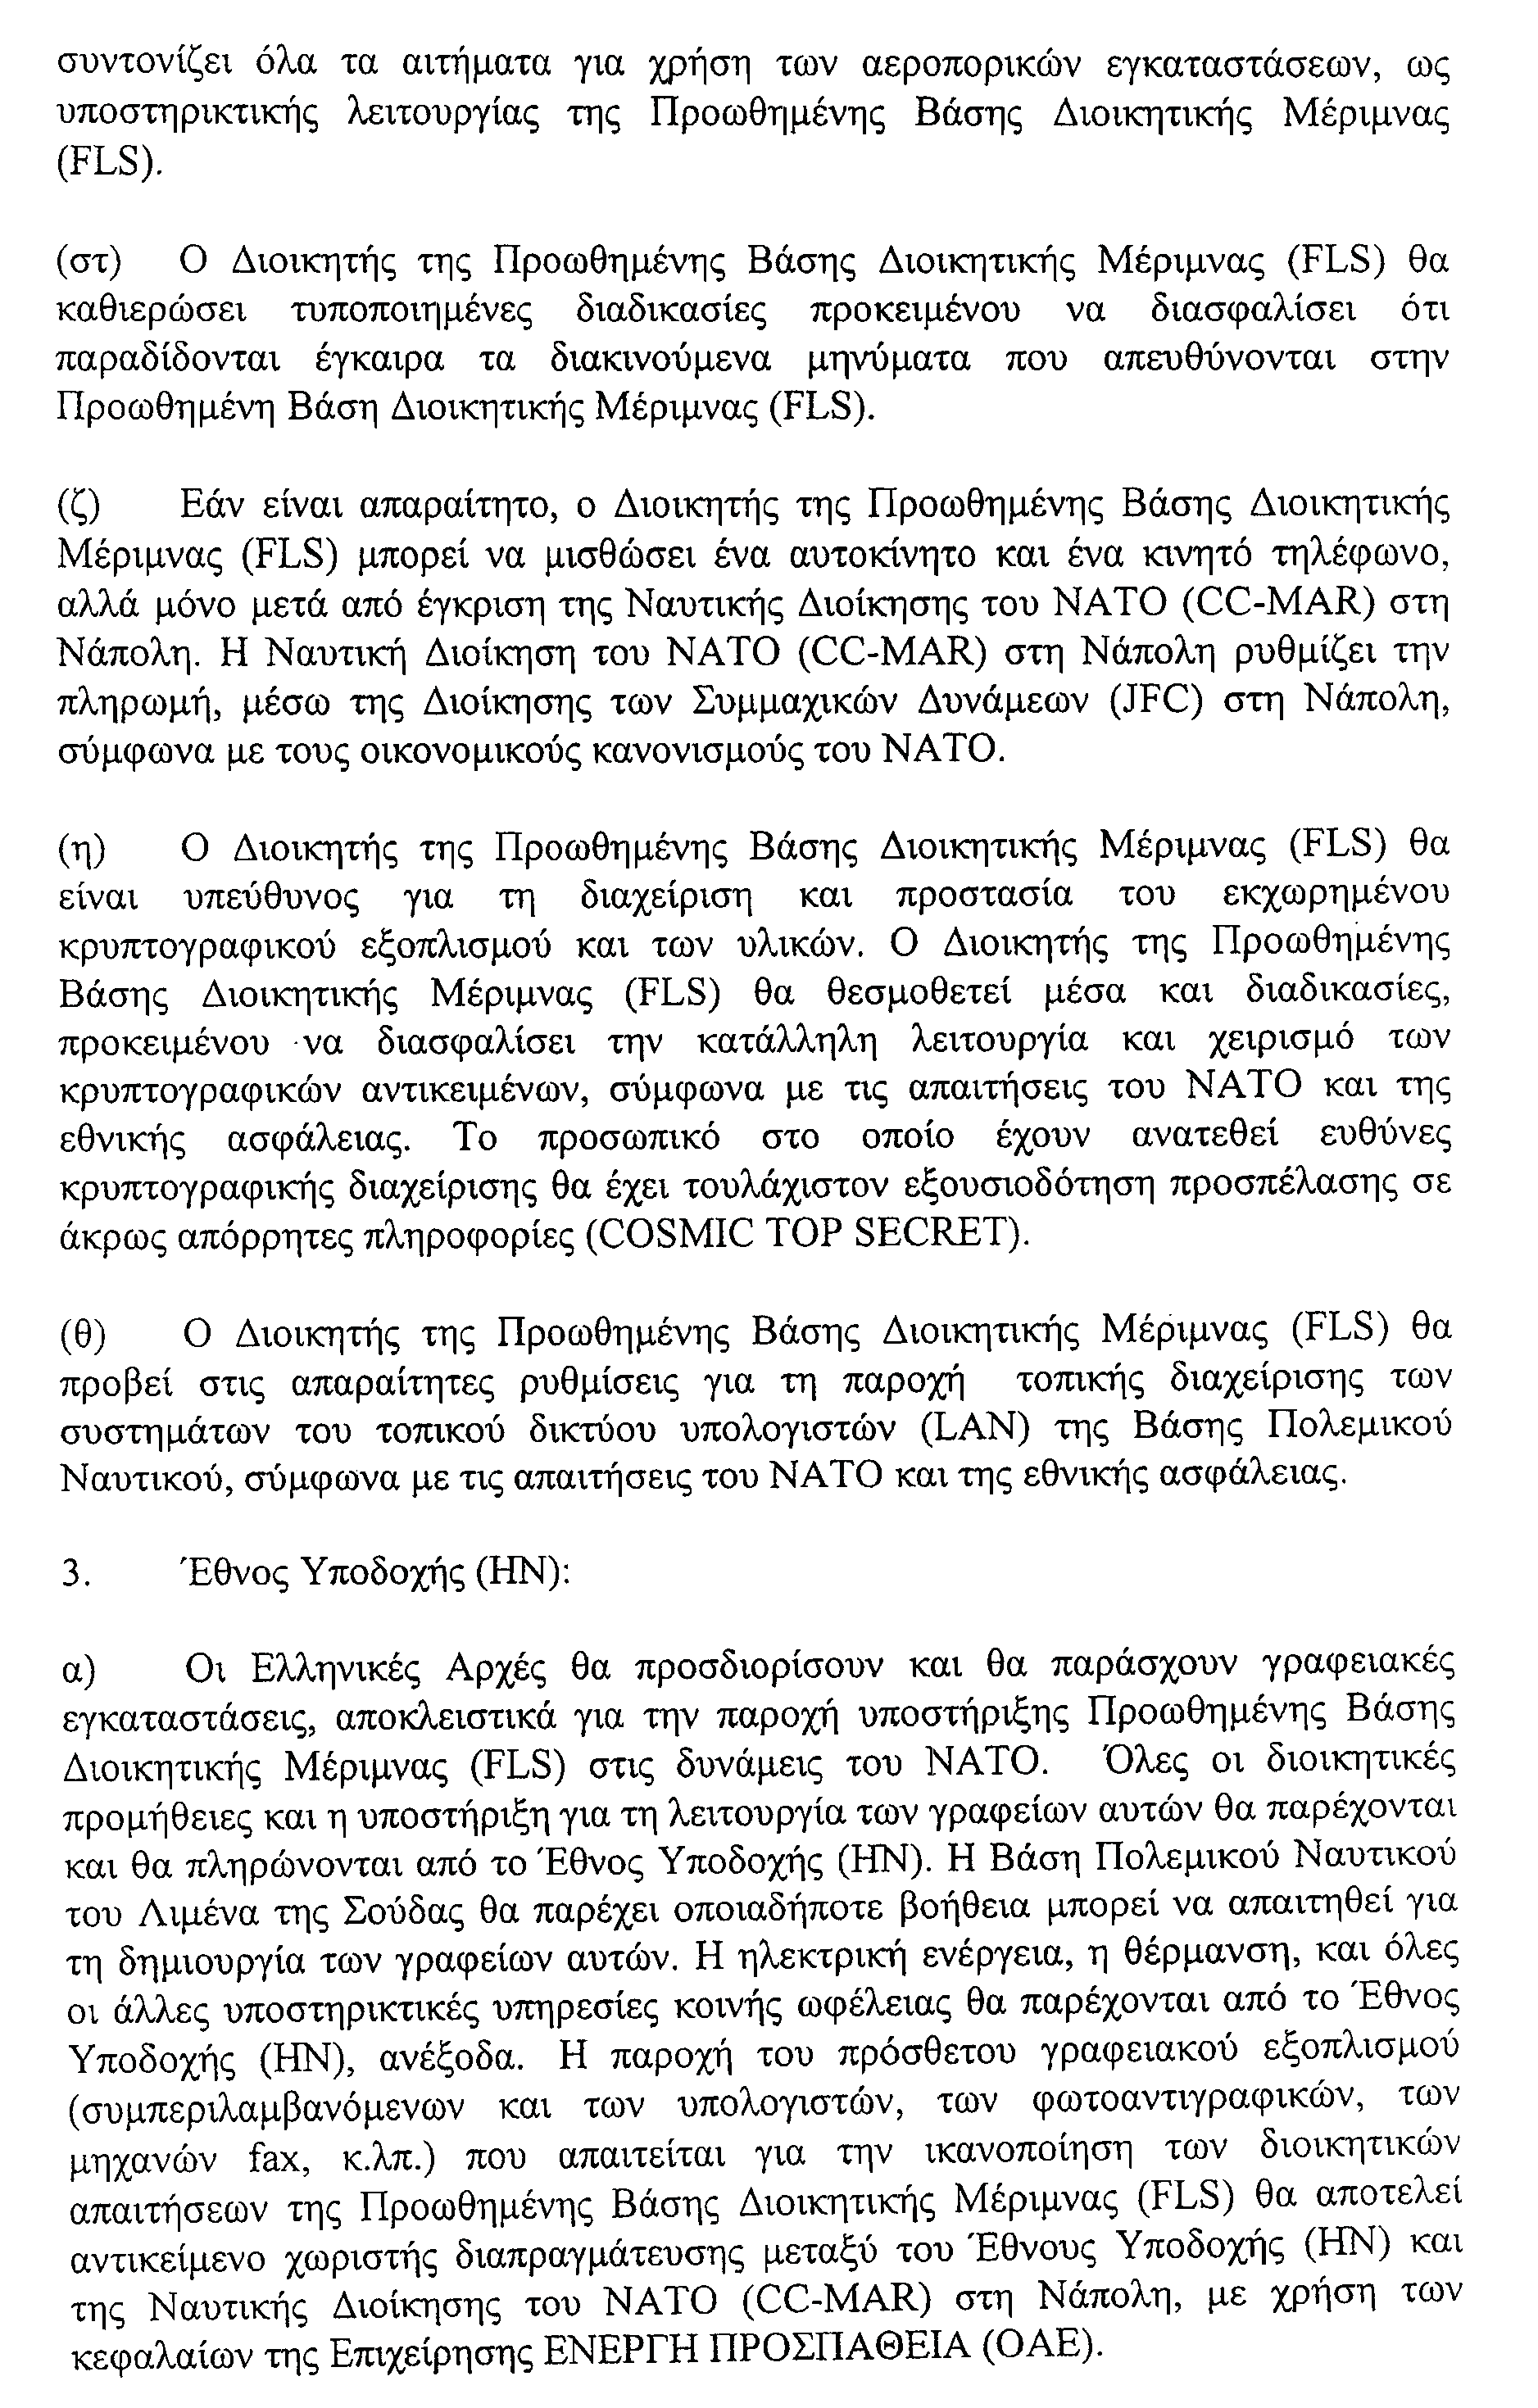 συντονίζει όλα τα αιτήματα για χρήση των αεροπορικών εγκαταστάσεων, ως
υποστηρικτικής λειτουργίας της Προωθημένης Βάσης Διοικητικής Μέριμνας
(FLS).
(στ) Ο Διοικητής της Προωθημένης Βάσης Διοικητικής Μέριμνας (FLS) θα
καθιερώσει τυποποιημένες διαδικασίες προκειμένου να διασφαλίσει ότι
παραδίδονται έγκαιρα τα διακινούμενα μηνύματα που απευθύνονται στην
Προωθημένη Βάση Διοικητικής Μέριμνας (FLS).
(ζ) Εάν είναι απαραίτητο, ο Διοικητής της Προωθημένης Βάσης Διοικητικής
Μέριμνας (FLS) μπορεί να μισθώσει ένα αυτοκίνητο και ένα κινητό τηλέφωνο,
αλλά μόνο μετά από έγκριση της Ναυτικής Διοίκησης του ΝΑΤΟ (CC-MAR) στη
Νάπολη. Η Ναυτική Διοίκηση του ΝΑΤΟ (CC-MAR) στη Νάπολη ρυθμίζει την
πληρωμή, μέσω της Διοίκησης των Συμμαχικών Δυνάμεων (JFC) στη Νάπολη,
σύμφωνα με τους οικονομικούς κανονισμούς του ΝΑΤΟ.
(η) Ο Διοικητής της Προωθημένης Βάσης Διοικητικής Μέριμνας (FLS) θα
είναι υπεύθυνος για τη διαχείριση και προστασία του εκχωρημένου
κρυπτογραφικού εξοπλισμού και των υλικών. Ο Διοικητής της Προωθημένης
Βάσης Διοικητικής Μέριμνας (FLS) θα θεσμοθετεί μέσα και διαδικασίες,
προκειμένου να διασφαλίσει την κατάλληλη λειτουργία και χειρισμό των
κρυπτογραφικών αντικειμένων, σύμφωνα με τις απαιτήσεις του ΝΑΤΟ και της
εθνικής ασφάλειας. Το προσωπικό στο οποίο έχουν ανατεθεί ευθύνες
κρυπτογραφικής διαχείρισης θα έχει τουλάχιστον εξουσιοδότηση προσπέλασης σε
άκρως απόρρητες πληροφορίες (COSMIC TOP SECRET).
(θ) Ο Διοικητής της Προωθημένης Βάσης Διοικητικής Μέριμνας (FLS) θα
προβεί στις απαραίτητες ρυθμίσεις για τη παροχή τοπικής διαχείρισης των
συστημάτων του τοπικού δικτύου υπολογιστών (LAN) της Βάσης Πολεμικού
Ναυτικού, σύμφωνα με τις απαιτήσεις του ΝΑΤΟ και της εθνικής ασφάλειας.
3. Έθνος Υποδοχής (HN):
α) Οι Ελληνικές Αρχές θα προσδιορίσουν και θα παράσχουν γραφειακές
εγκαταστάσεις, αποκλειστικά για την παροχή υποστήριξης Προωθημένης Βάσης
Διοικητικής Μέριμνας (FLS) στις δυνάμεις του ΝΑΤΟ. Όλες οι διοικητικές
προμήθειες και η υποστήριξη για τη λειτουργία των γραφείων αυτών θα παρέχονται
και θα πληρώνονται από το Έθνος Υποδοχής (HN). Η Βάση Πολεμικού Ναυτικού
του Λιμένα της Σούδας θα παρέχει οποιαδήποτε βοήθεια μπορεί να απαιτηθεί για
τη δημιουργία των γραφείων αυτών. Η ηλεκτρική ενέργεια, η θέρμανση, και όλες
οι άλλες υποστηρικτικές υπηρεσίες κοινής ωφέλειας θα παρέχονται από το Έθνος
Υποδοχής (HN), ανέξοδα. Η παροχή του πρόσθετου γραφειακού εξοπλισμού
(συμπεριλαμβανόμενων και των υπολογιστών, των φωτοαντιγραφικών, των
μηχανών fax, κ.λπ.) που απαιτείται για την ικανοποίηση των διοικητικών
απαιτήσεων της Προωθημένης Βάσης Διοικητικής Μέριμνας (FLS) θα αποτελεί
αντικείμενο χωριστής διαπραγμάτευσης μεταξύ του Έθνους Υποδοχής (HN) και
της Ναυτικής Διοίκησης του ΝΑΤΟ (CC-MAR) στη Νάπολη, με χρήση των
κεφαλαίων της Επιχείρησης ΕΝΕΡΓΗ ΠΡΟΣΠΑΘΕΙΑ (OAE).